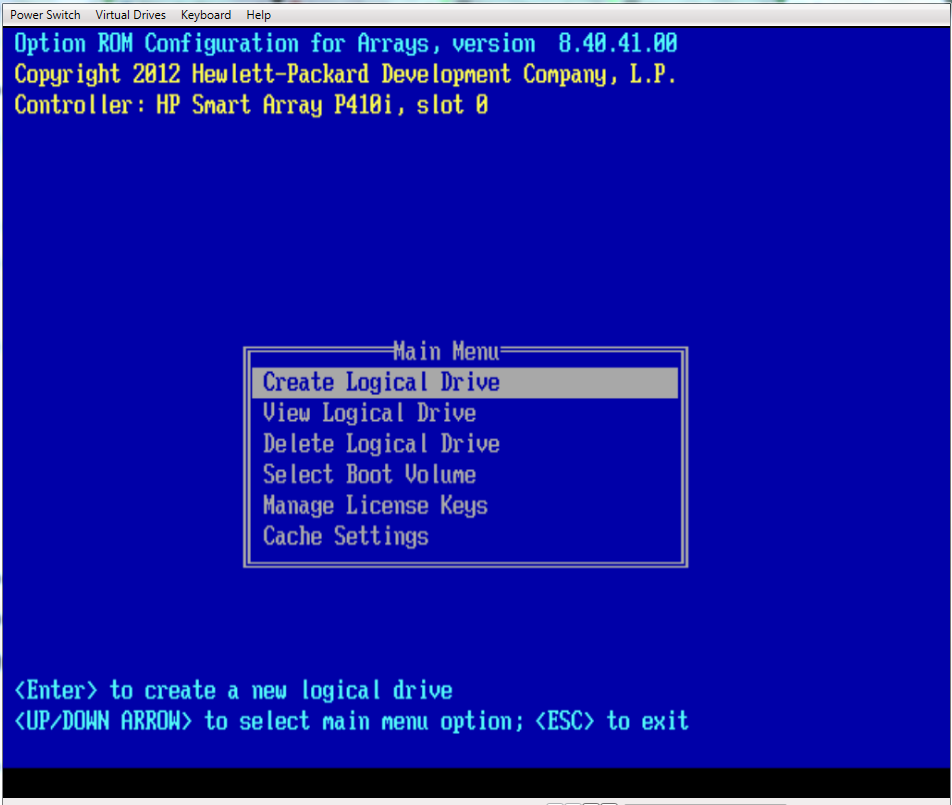 Power Switch Virtual Drives Keyboard Help
Option ROM Configuration for Arrays, version 8.40.41.00
Copyright 2012 Hewlett-Packard Development Company, L.P.
Controller: HP Smart Array P410i, slot 0
Main Menu
Create Logical Drive
View Logical Drive
Delete Logical Drive
Select Boot Volume
Manage License Keys
Cache Settings
<Enter> to create a new logical drive
<UP/DOWN ARROW> to select main menu option; <ESC> to exit